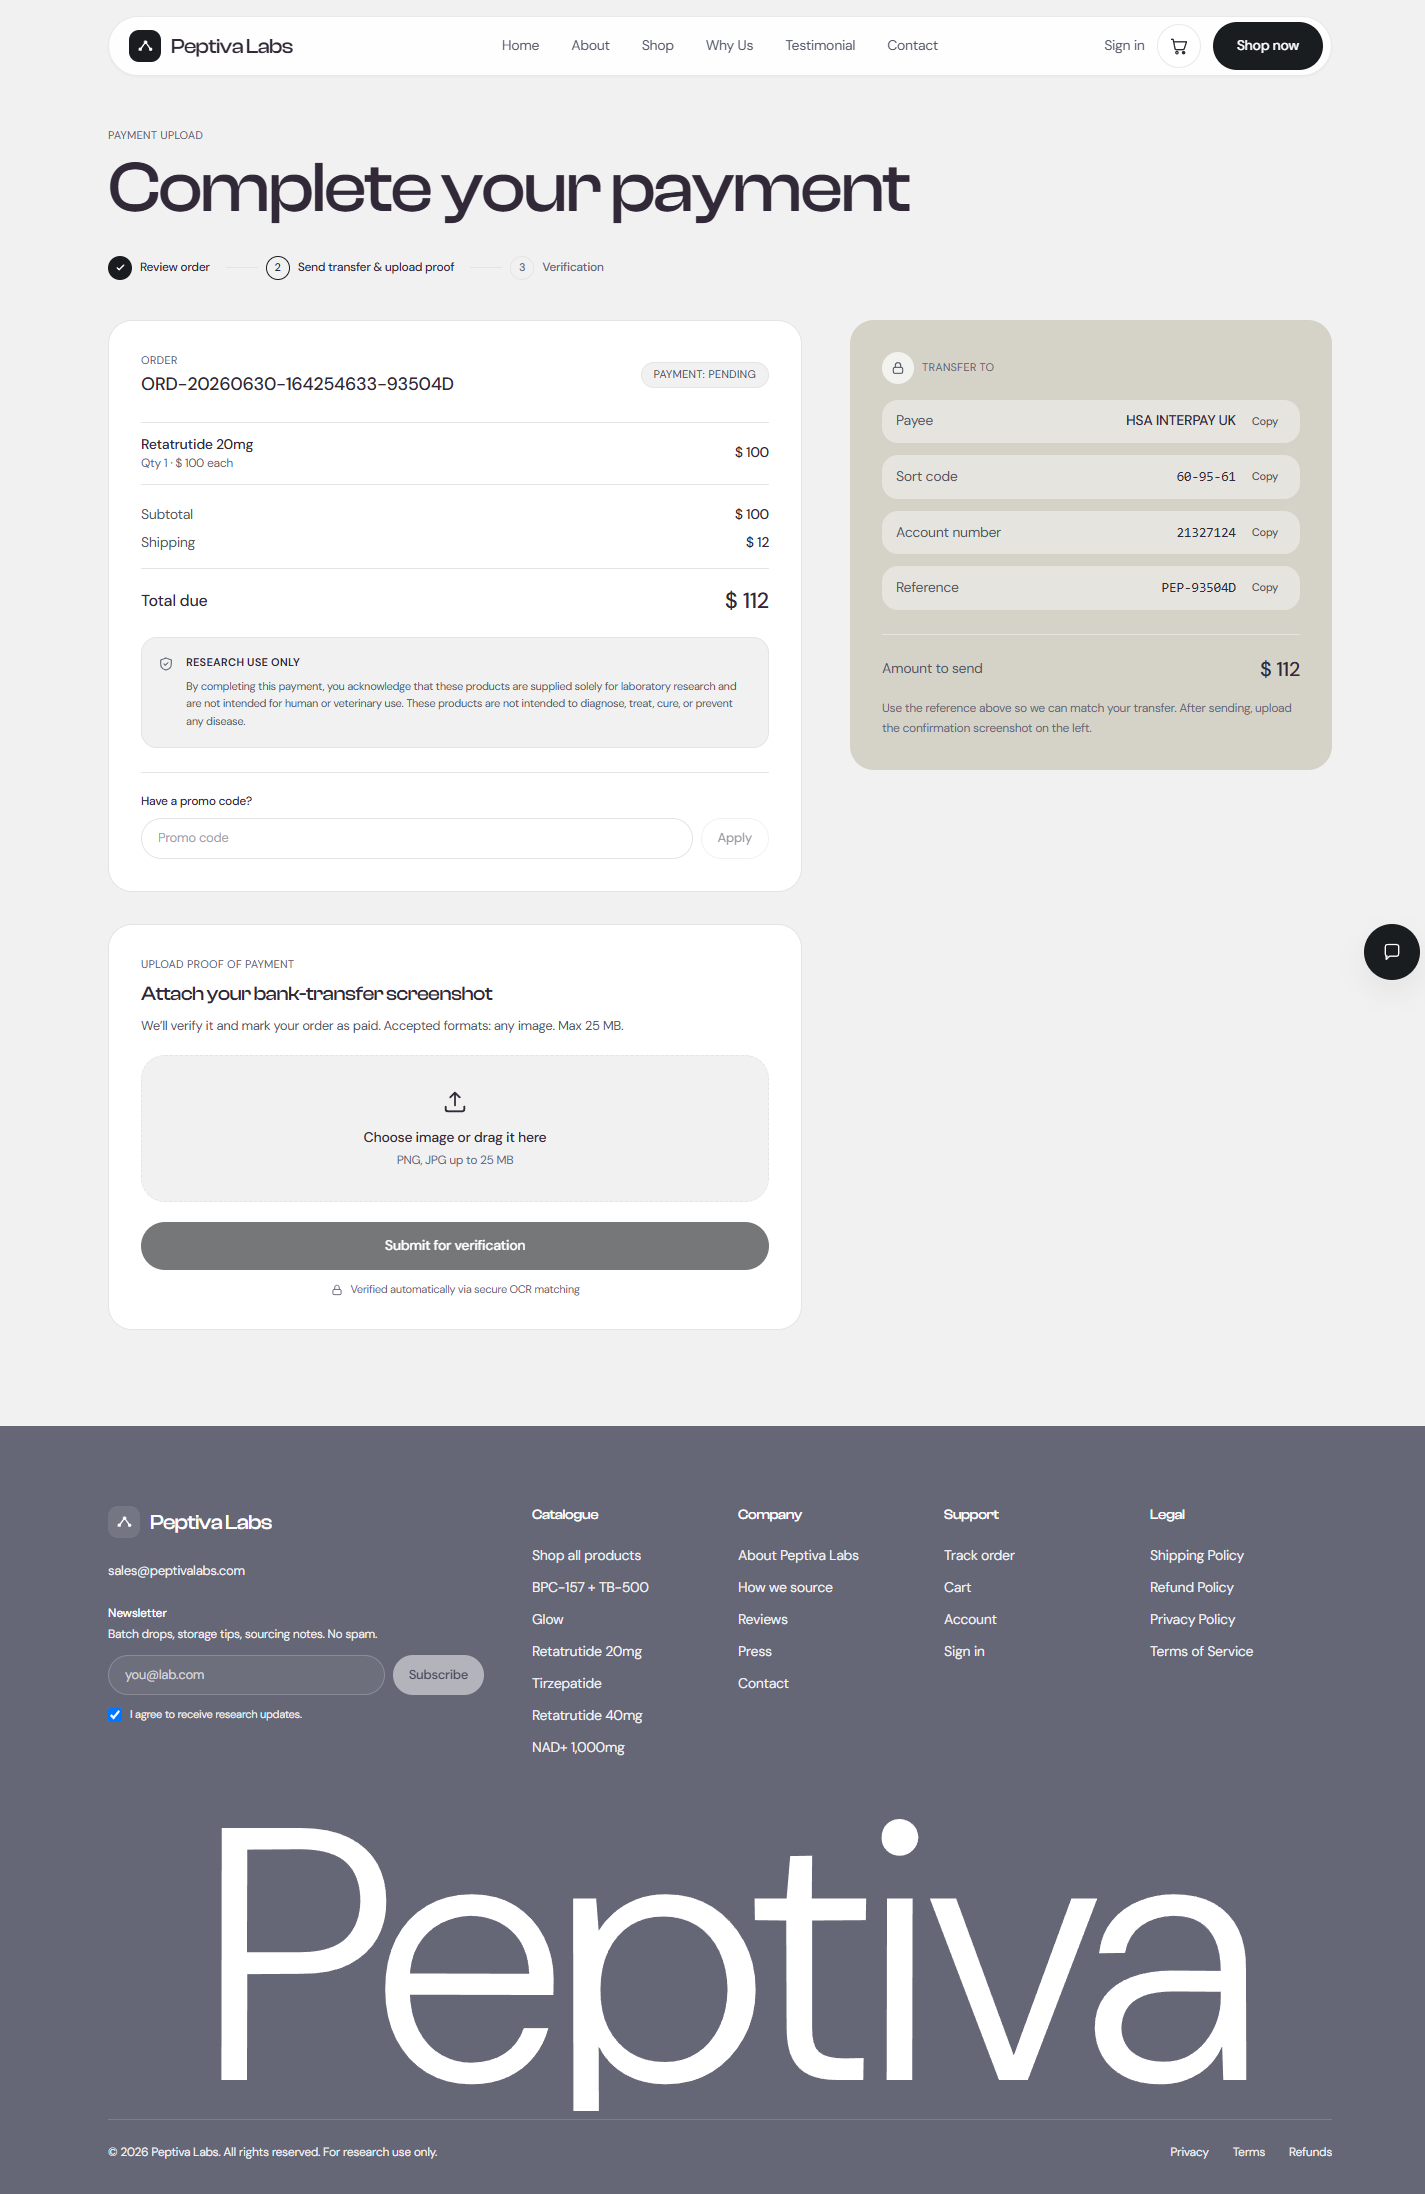 Peptiva Labs
Home About Shop Why Us Testimonial Contact
Sign in
Shop now
PAYMENT UPLOAD
Complete your payment
Review order
2 Send transfer & upload proof
3 Verification
ORDER
ORD-20260630-164254633-93504D
PAYMENT: PENDING
Retatrutide 20mg
Qty 1 · $ 100 each
$ 100
Subtotal $ 100
Shipping $ 12
Total due $ 112
RESEARCH USE ONLY
By completing this payment, you acknowledge that these products are supplied solely for laboratory research and
are not intended for human or veterinary use. These products are not intended to diagnose, treat, cure, or prevent
any disease.
Have a promo code?
Promo code
Apply
TRANSFER TO
Payee HSA INTERPAY UK Copy
Sort code 60-95-61 Copy
Account number 21327124 Copy
Reference PEP-93504D Copy
Amount to send $ 112
Use the reference above so we can match your transfer. After sending, upload
the confirmation screenshot on the left.
UPLOAD PROOF OF PAYMENT
Attach your bank-transfer screenshot
We'll verify it and mark your order as paid. Accepted formats: any image. Max 25 MB.
Choose image or drag it here
PNG, JPG up to 25 MB
Submit for verification
Verified automatically via secure OCR matching
Peptiva Labs
sales@peptivalabs.com
Newsletter
Batch drops, storage tips, sourcing notes. No spam.
you@lab.com
Subscribe
I agree to receive research updates.
Catalogue
Shop all products
BPC-157 + TB-500
Glow
Retatrutide 20mg
Tirzepatide
Retatrutide 40mg
NAD+ 1,000mg
Company
About Peptiva Labs
How we source
Reviews
Press
Contact
Support
Track order
Cart
Account
Sign in
Legal
Shipping Policy
Refund Policy
Privacy Policy
Terms of Service
Peptiva
© 2026 Peptiva Labs. All rights reserved. For research use only.
Privacy Terms Refunds